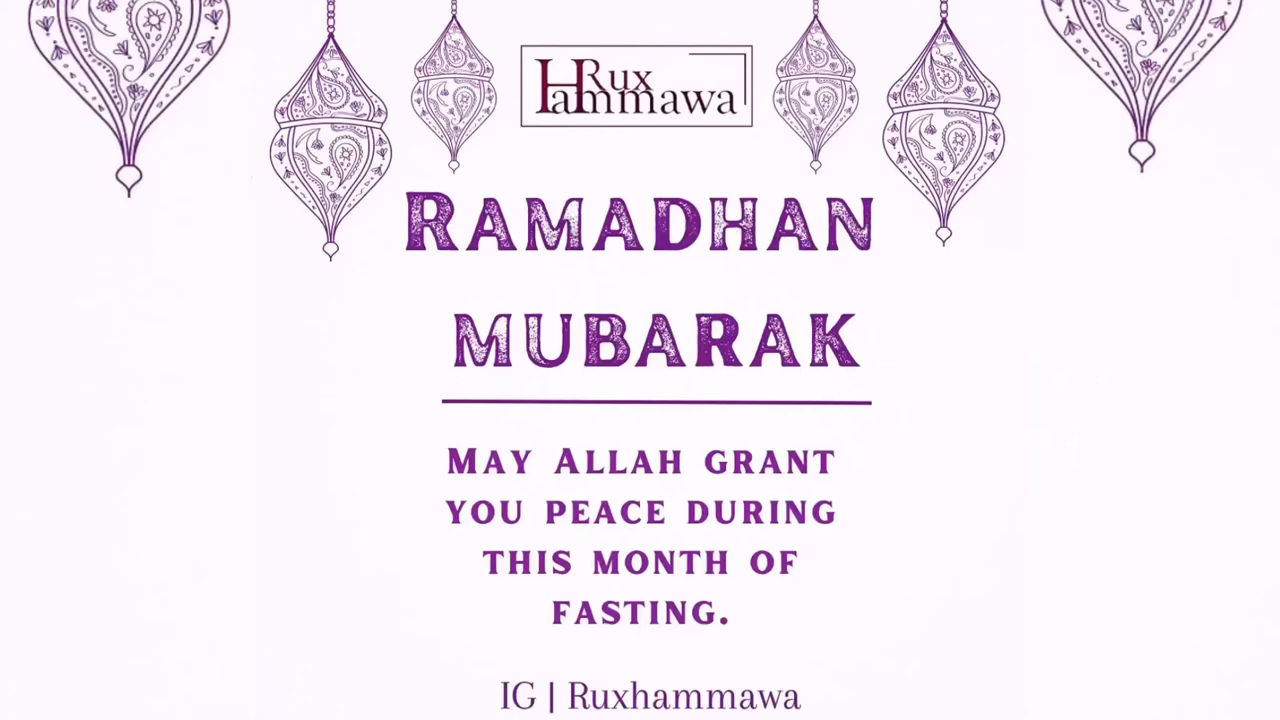 Rux
Hammawa
RAMADHAN
MUBARAK
MAY ALLAH GRANT
YOU PEACE DURING
THIS MONTH OF
FASTING.
IG | Ruxhammawa